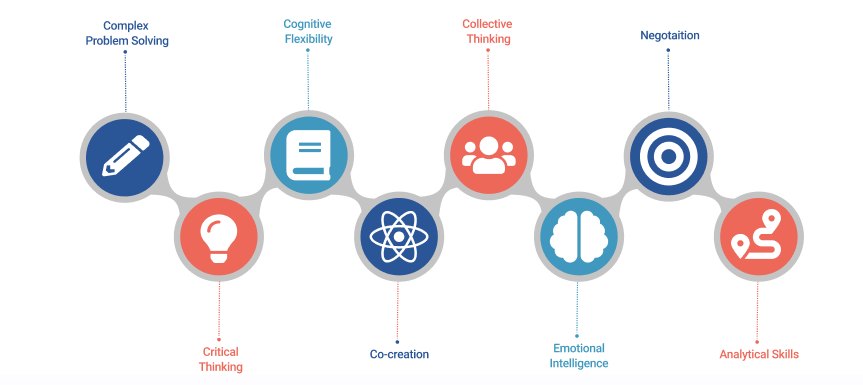 Complex
Problem Solving
Cognitive
Flexibility
Collective
Thinking
Negotaition
Critical
Thinking
Co-creation
Emotional
Intelligence
Analytical Skills